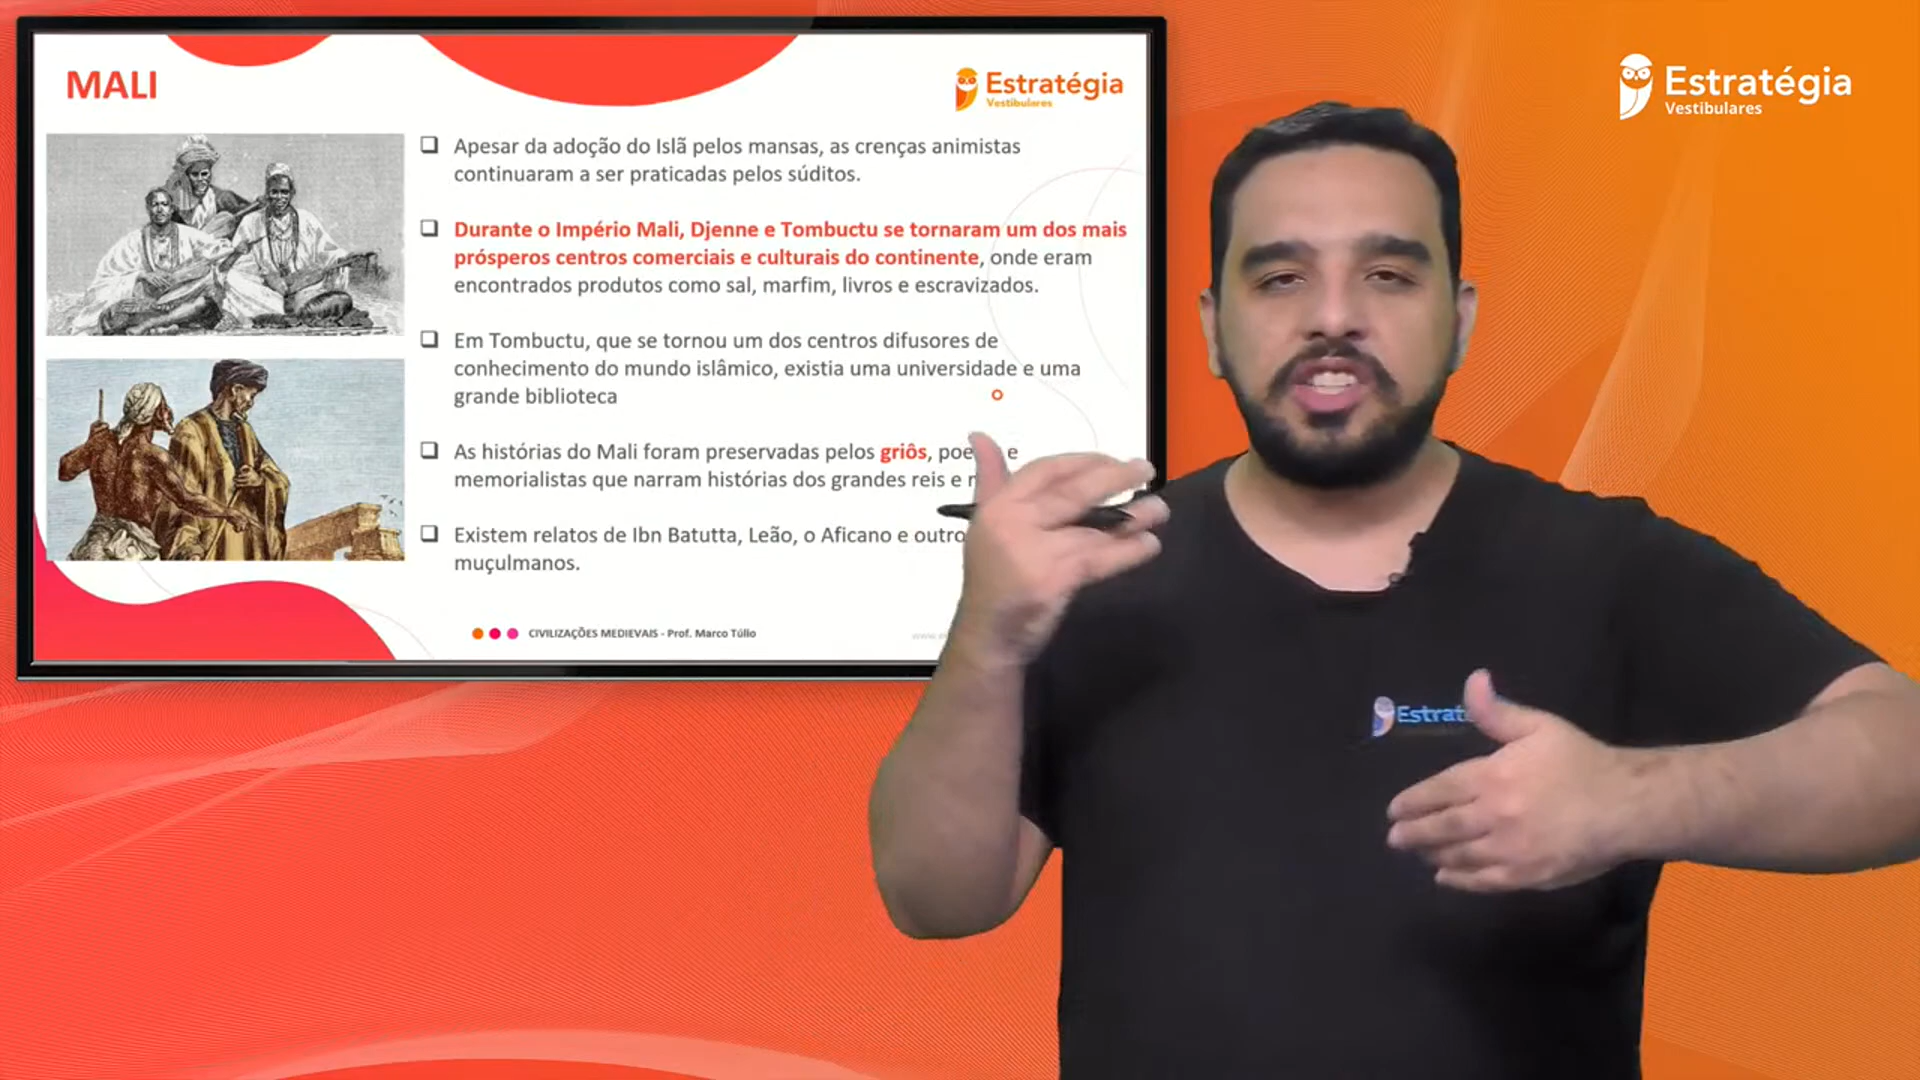 MALI
Estratégia
Vestibulares
Apesar da adoção do Islã pelos mansas, as crenças animistas
continuaram a ser praticadas pelos súditos.
Durante o Império Mali, Djenne e Tombuctu se tornaram um dos mais
prósperos centros comerciais e culturais do continente, onde eram
encontrados produtos como sal, marfim, livros e escravizados.
Em Tombuctu, que se tornou um dos centros difusores de
conhecimento do mundo islâmico, existia uma universidade e uma
grande biblioteca
As histórias do Mali foram preservadas pelos griôs, e
memorialistas que narram histórias dos grandes reis e
Existem relatos de Ibn Batutta, Leão, o Aficano e outro
muçulmanos.
CIVILIZAÇÕES MEDIEVAIS - Prof. Marco Túlio
Estratégia
Vestibulares
Estraté